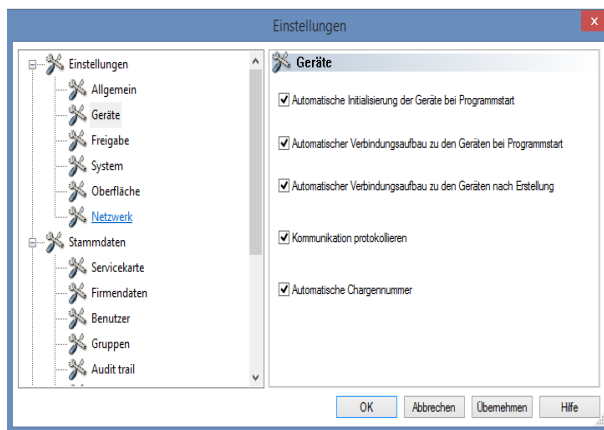 Einstellungen
x
Einstellungen
Allgemein
Geräte
Freigabe
System
Oberfläche
Netzwerk
Stammdaten
Servicekarte
Firmendaten
Benutzer
Gruppen
Audit trail
Geräte
Automatische Initialisierung der Geräte bei Programmstart
Automatischer Verbindungsaufbau zu den Geräten bei Programmstart
Automatischer Verbindungsaufbau zu den Geräten nach Erstellung
Kommunikation protokollieren
Automatische Chargennummer
OK Abbrechen Übernehmen Hilfe